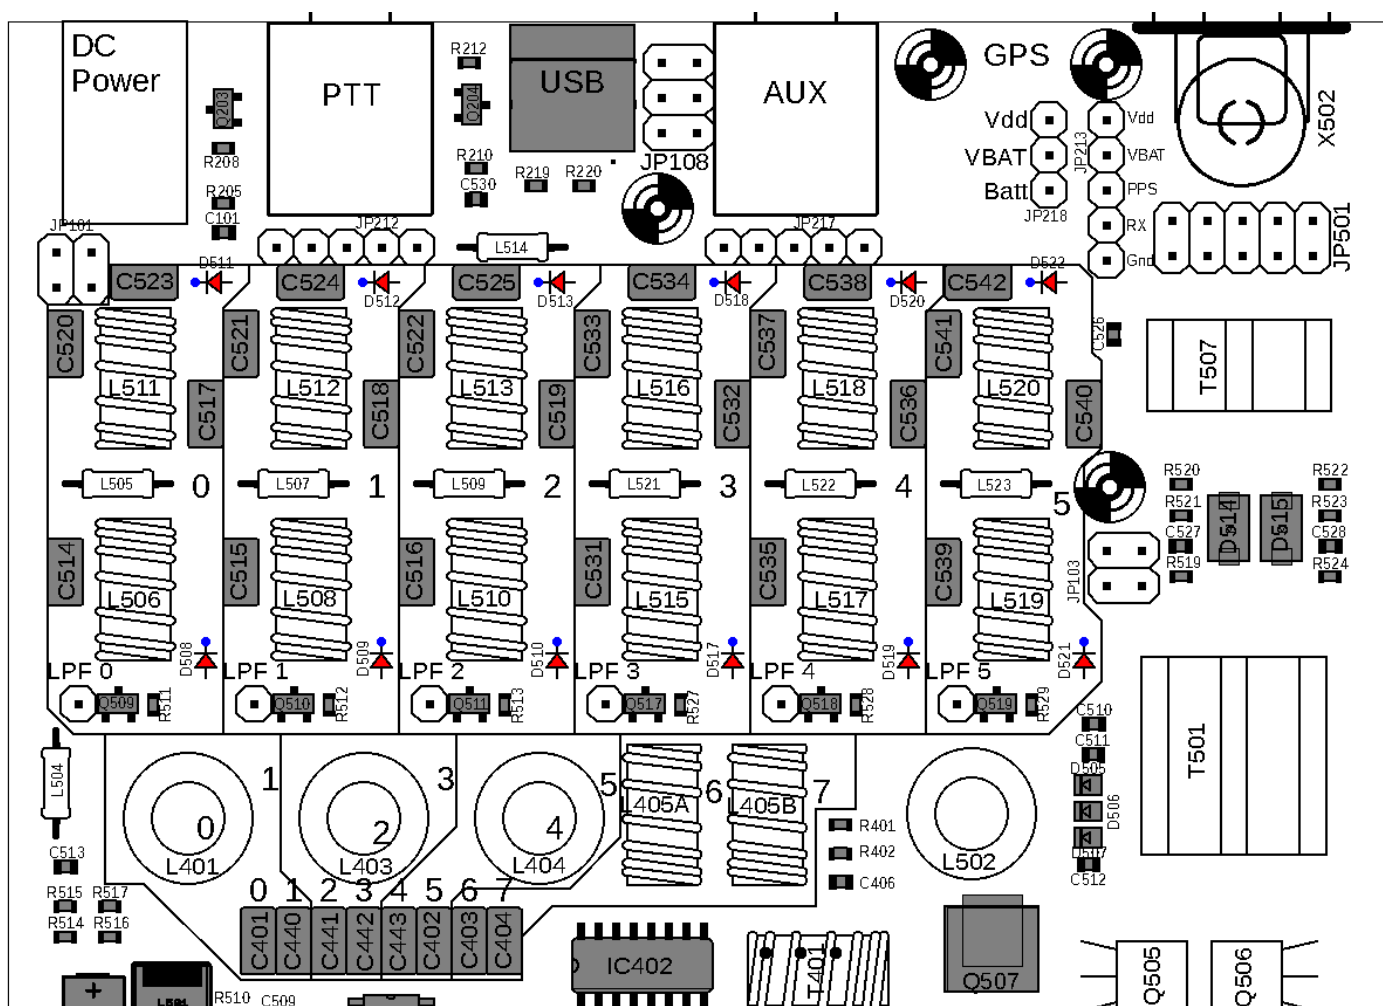 DC
Power
PTT
R212
Q203
Q204
USB
AUX
GPS
X502
R208
R210
R219
R220
JP108
Vdd
VBAT
Batt
JP218
JP213
Vdd
VBAT
PPS
RX
Gnd
R205
C101
C530
JP101
JP212
L514
JP217
JP501
C523
D511
C524
D512
C525
D513
C534
D518
C538
D520
C542
D522
C520
C521
C522
C533
C537
C541
C526
T507
L511
L512
L513
L516
L518
L520
C517
C518
C519
C532
C536
C540
L505
0
L507
1
L509
2
L521
3
L522
4
L523
5
R520
R521
C527
R519
D514
D515
R522
R523
C528
R524
C514
C515
C516
C531
C535
C539
JP103
L506
L508
L510
L515
L517
L519
D508
D509
D510
D517
D519
D521
LPF 0
LPF 1
LPF 2
LPF 3
LPF 4
LPF 5
Q509
R511
Q510
R512
Q511
R513
Q517
R527
Q518
R528
Q519
R529
C510
C511
D505
D506
D507
C512
T501
L504
1
3
5
6
7
0
2
4
L401
L403
L404
L405A
L405B
L502
R401
R402
C406
C513
R515
R517
R514
R516
0 1 2 3 4 5 6 7
C401
C440
C441
C442
C443
C402
C403
C404
IC402
T401
Q507
Q505
Q506
+
R510
C509